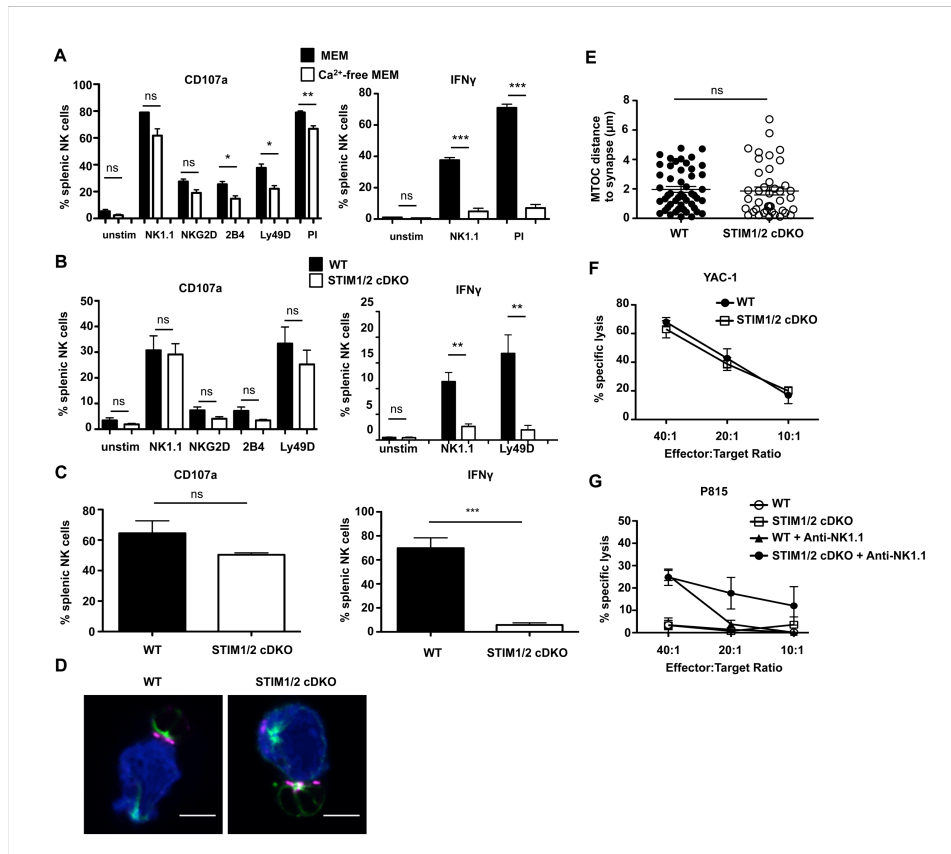 A
MEM
Ca²⁺-free MEM
CD107a
% splenic NK cells
100
80
60
40
20
0
ns
ns
ns
*
*
**
unstim NK1.1 NKG2D 2B4 Ly49D PI
IFNγ
% splenic NK cells
80
60
40
20
0
ns
***
***
unstim NK1.1 PI
B
WT
STIM1/2 cDKO
CD107a
% splenic NK cells
50
40
30
20
10
0
ns
ns
ns
ns
ns
unstim NK1.1 NKG2D 2B4 Ly49D
IFNγ
% splenic NK cells
25
20
15
10
5
5
0
ns
**
**
unstim NK1.1 Ly49D
C
CD107a
% splenic NK cells
80
60
40
20
0
ns
WT STIM1/2 cDKO
IFNγ
% splenic NK cells
100
80
60
40
20
0
***
WT STIM1/2 cDKO
D
WT STIM1/2 cDKO
E
ns
MTOC distance
to synapse (μm)
8
6
4
2
0
WT STIM1/2 cDKO
F
YAC-1
WT
STIM1/2 cDKO
% specific lysis
80
60
40
20
0
40:1 20:1 10:1
Effector:Target Ratio
G
P815
WT
STIM1/2 cDKO
WT + Anti-NK1.1
STIM1/2 cDKO + Anti-NK1.1
% specific lysis
50
40
30
20
10
0
40:1 20:1 10:1
Effector:Target Ratio